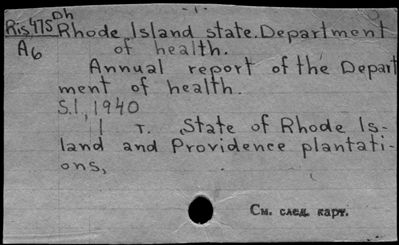 - 1 -
Ris 475 Dh Rhode Island state. Department
A6 of health.
Annual report of the Depart
ment of health.
S.l., 1940
1 т. State of Rhode Is-
land and Providence plantati-
ons,
См. след. карт.